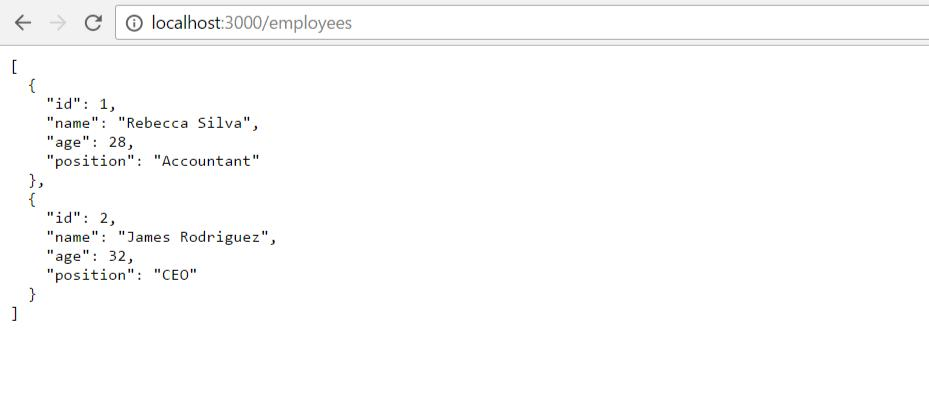 localhost:3000/employees
[
  {
    "id": 1,
    "name": "Rebecca Silva",
    "age": 28,
    "position": "Accountant"
  },
  {
    "id": 2,
    "name": "James Rodriguez",
    "age": 32,
    "position": "CEO"
  }
]